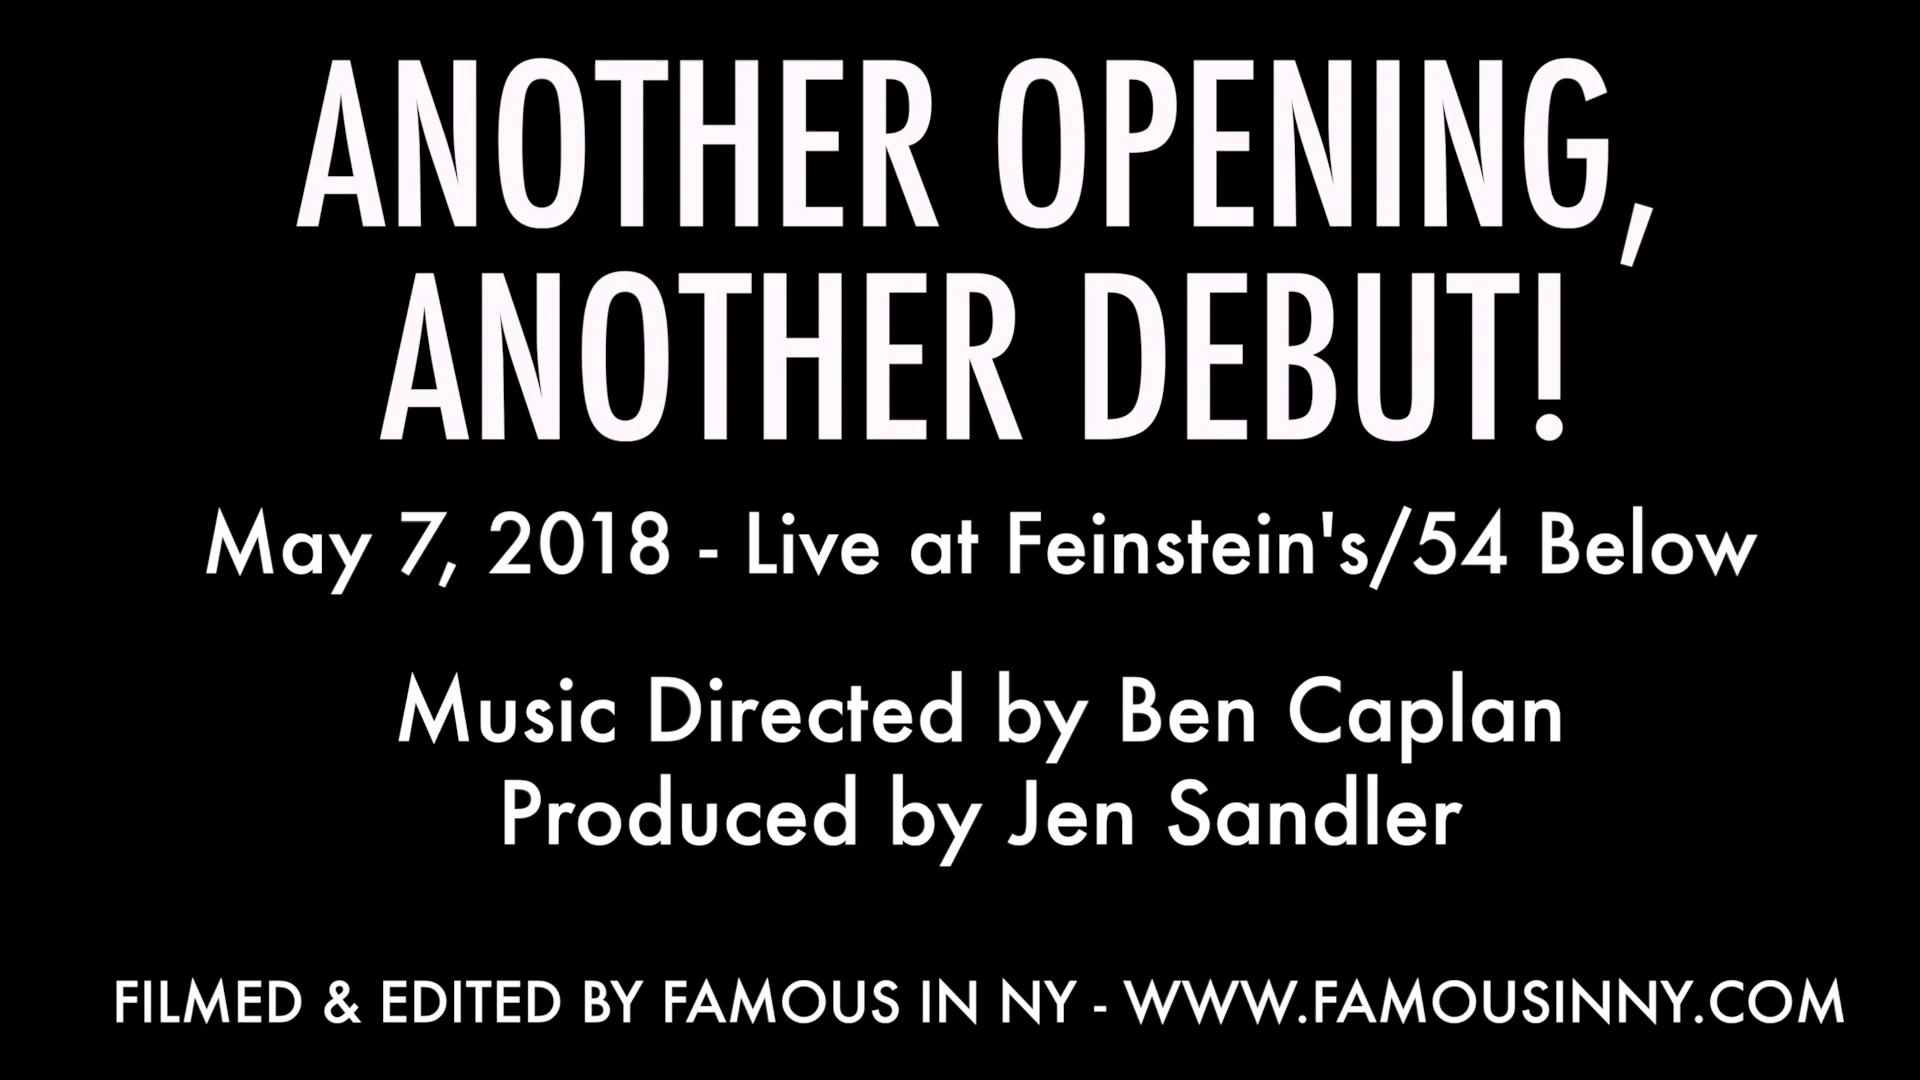 ANOTHER OPENING,
ANOTHER DEBUT!
May 7, 2018 - Live at Feinstein's/54 Below
Music Directed by Ben Caplan
Produced by Jen Sandler
FILMED & EDITED BY FAMOUS IN NY - WWW.FAMOUSINNY.COM